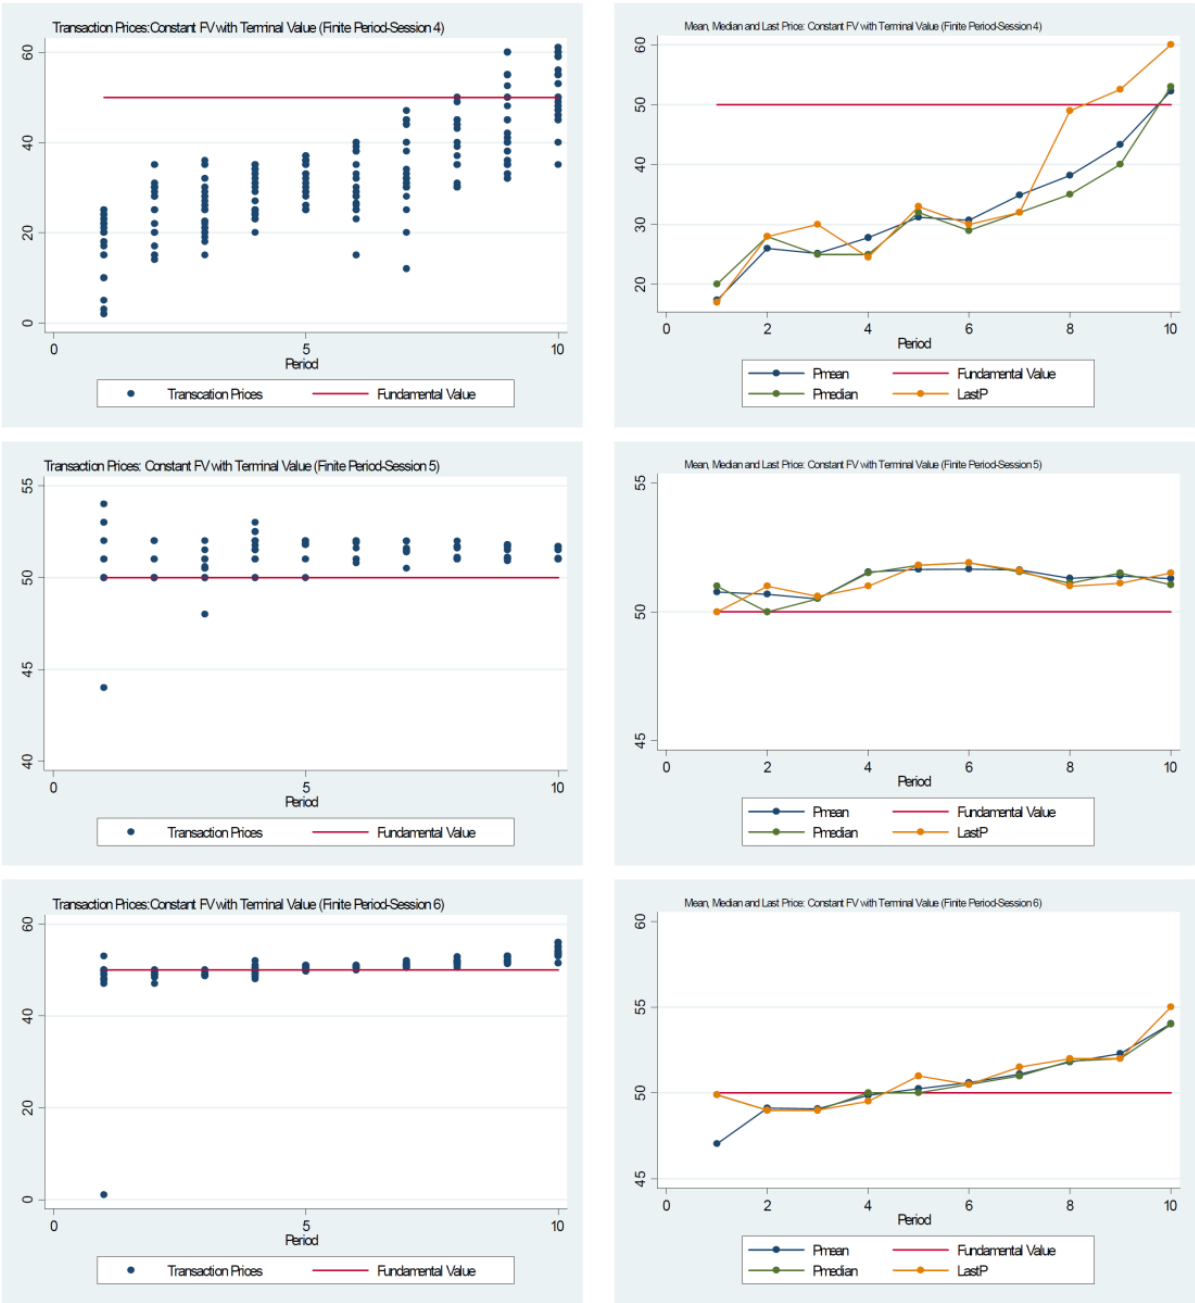 Transaction Prices:Constant FV with Terminal Value (Finite Period-Session 4)
60
40
20
0
0 5 10
Period
Transcation Prices Fundamental Value
Mean, Median and Last Price: Constant FV with Terminal Value (Finite Period-Session 4)
60
50
40
30
20
0 2 4 6 8 10
Period
Pmean Fundamental Value
Pmedian LastP
Transaction Prices: Constant FV with Terminal Value (Finite Period-Session 5)
55
50
45
40
0 5 10
Period
Transaction Prices Fundamental Value
Mean, Median and Last Price: Constant FV with Terminal Value (Finite Period-Session 5)
55
50
45
0 2 4 6 8 10
Period
Pmean Fundamental Value
Pmedian LastP
Transaction Prices:Constant FV with Terminal Value (Finite Period-Session 6)
60
40
20
0
0 5 10
Period
Transaction Prices Fundamental Value
Mean, Median and Last Price: Constant FV with Terminal Value (Finite Period-Session 6)
60
55
50
45
0 2 4 6 8 10
Period
Pmean Fundamental Value
Pmedian LastP